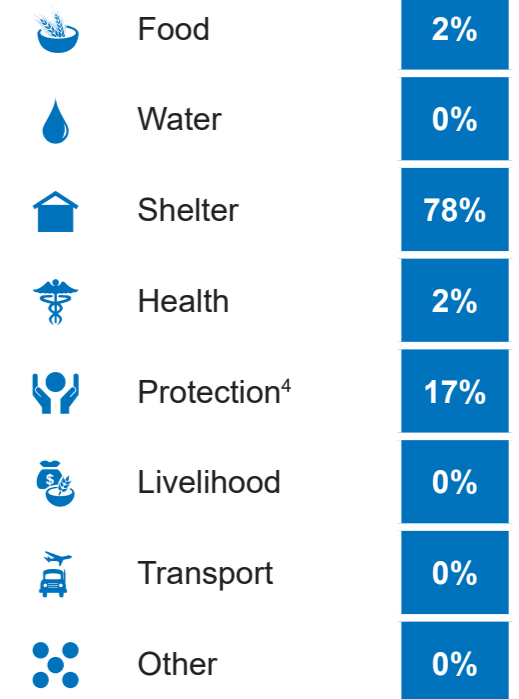 Food 2%
Water 0%
Shelter 78%
Health 2%
Protection⁴ 17%
$ Livelihood 0%
Transport 0%
Other 0%